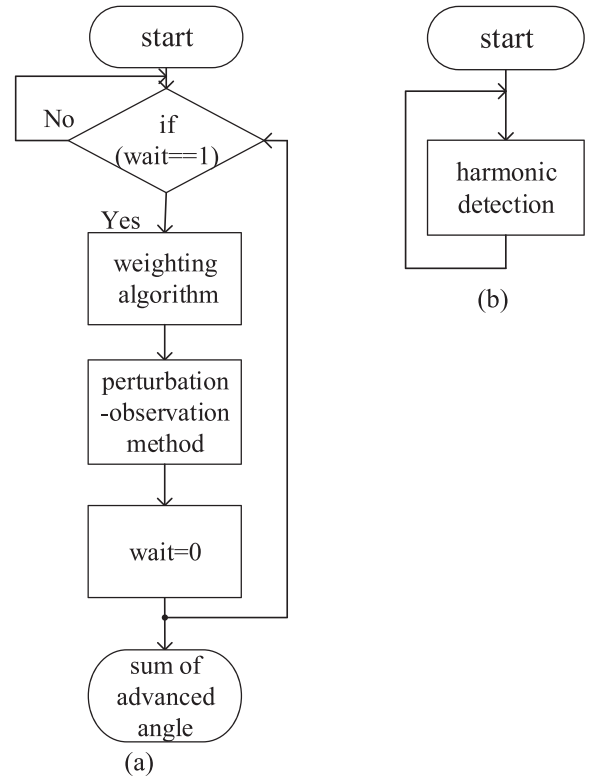 start
No
if
(wait==1)
Yes
weighting
algorithm
perturbation
-observation
method
wait=0
sum of
advanced
angle
(a)
start
harmonic
detection
(b)